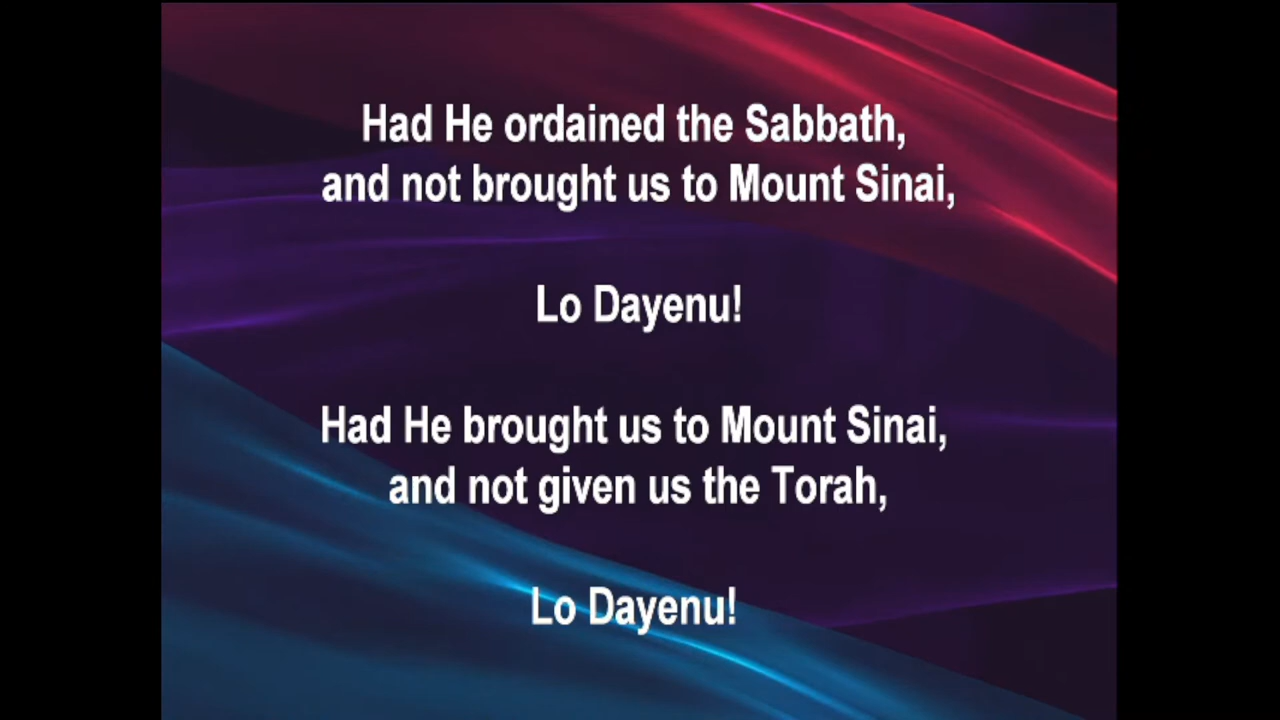 Had He ordained the Sabbath,
and not brought us to Mount Sinai,
Lo Dayenu!
Had He brought us to Mount Sinai,
and not given us the Torah,
Lo Dayenu!